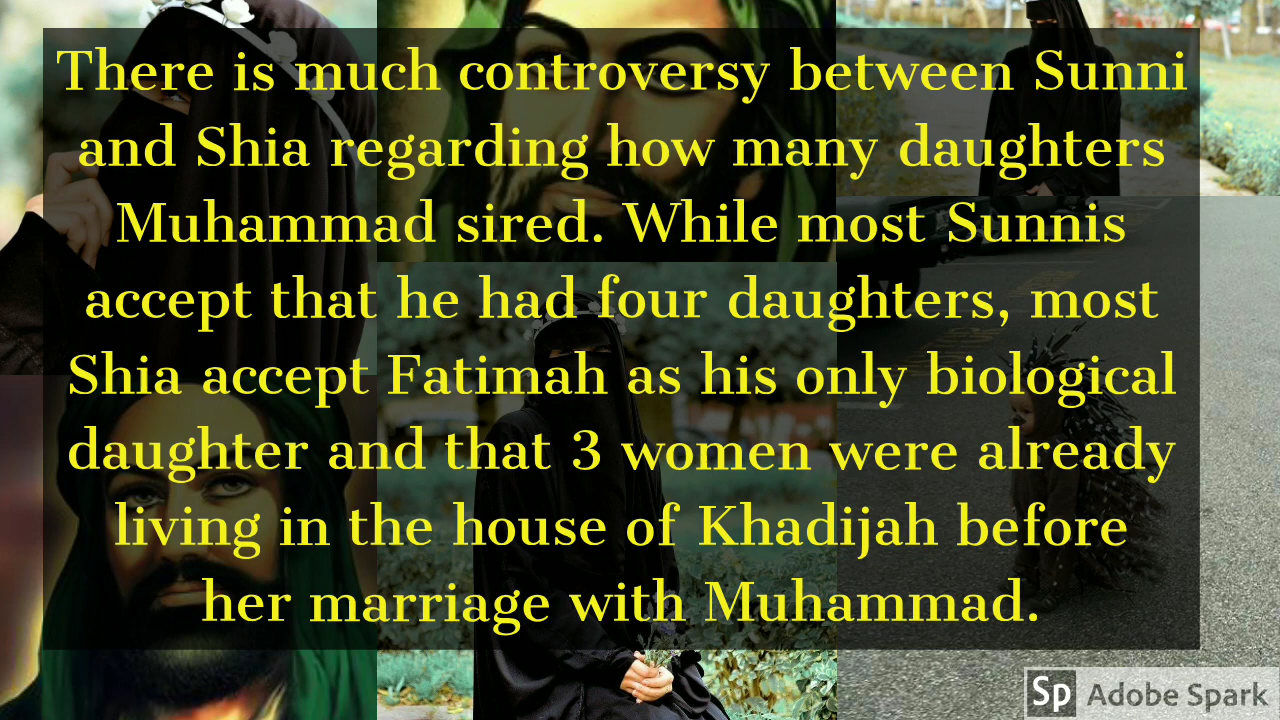 There is much controversy between Sunni
and Shia regarding how many daughters
Muhammad sired. While most Sunnis
accept that he had four daughters, most
Shia accept Fatimah as his only biological
daughter and that 3 women were already
living in the house of Khadijah before
her marriage with Muhammad.
Sp Adobe Spark